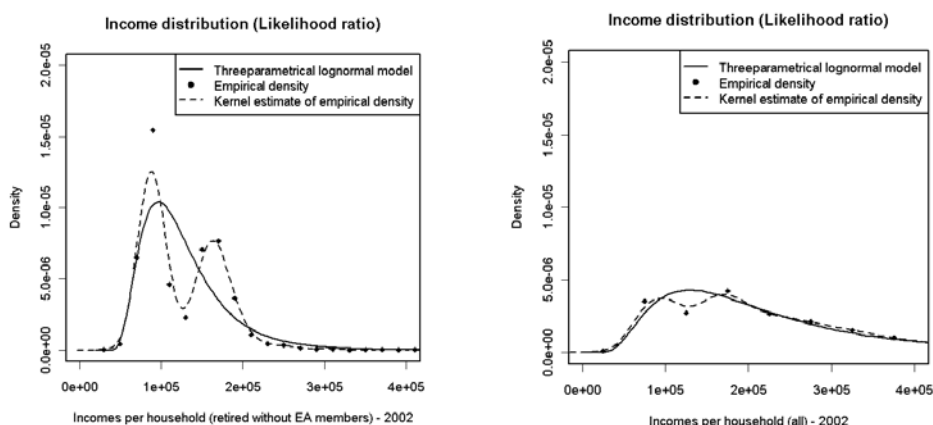 Income distribution (Likelihood ratio)
Threeparametrical lognormal model
Empirical density
Kernel estimate of empirical density
Density
2.0e-05
1.5e-05
1.0e-05
5.0e-06
0.0e+00
0e+00 1e+05 2e+05 3e+05 4e+05
Incomes per household (retired without EA members) - 2002
Income distribution (Likelihood ratio)
Threeparametrical lognormal model
Empirical density
Kernel estimate of empirical density
Density
2.0e-05
1.5e-05
1.0e-05
5.0e-06
0.0e+00
0e+00 1e+05 2e+05 3e+05 4e+05
Incomes per household (all) - 2002